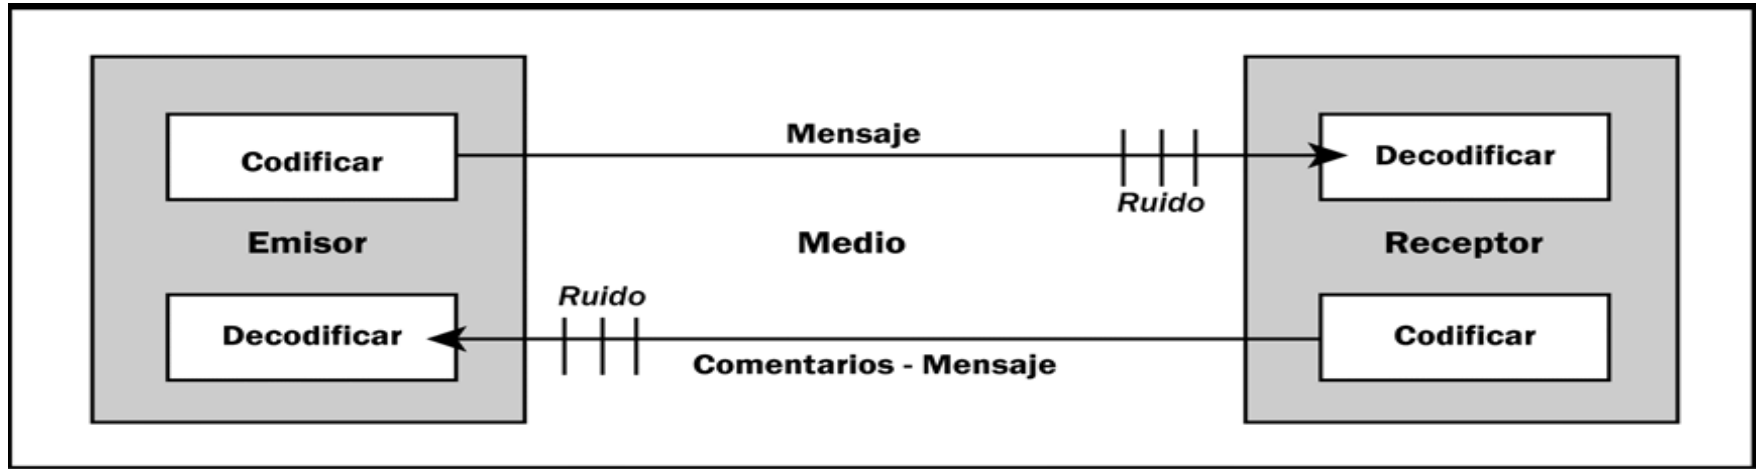 Mensaje
Codificar
Decodificar
Ruido
Emisor
Medio
Receptor
Ruido
Decodificar
Codificar
Comentarios - Mensaje